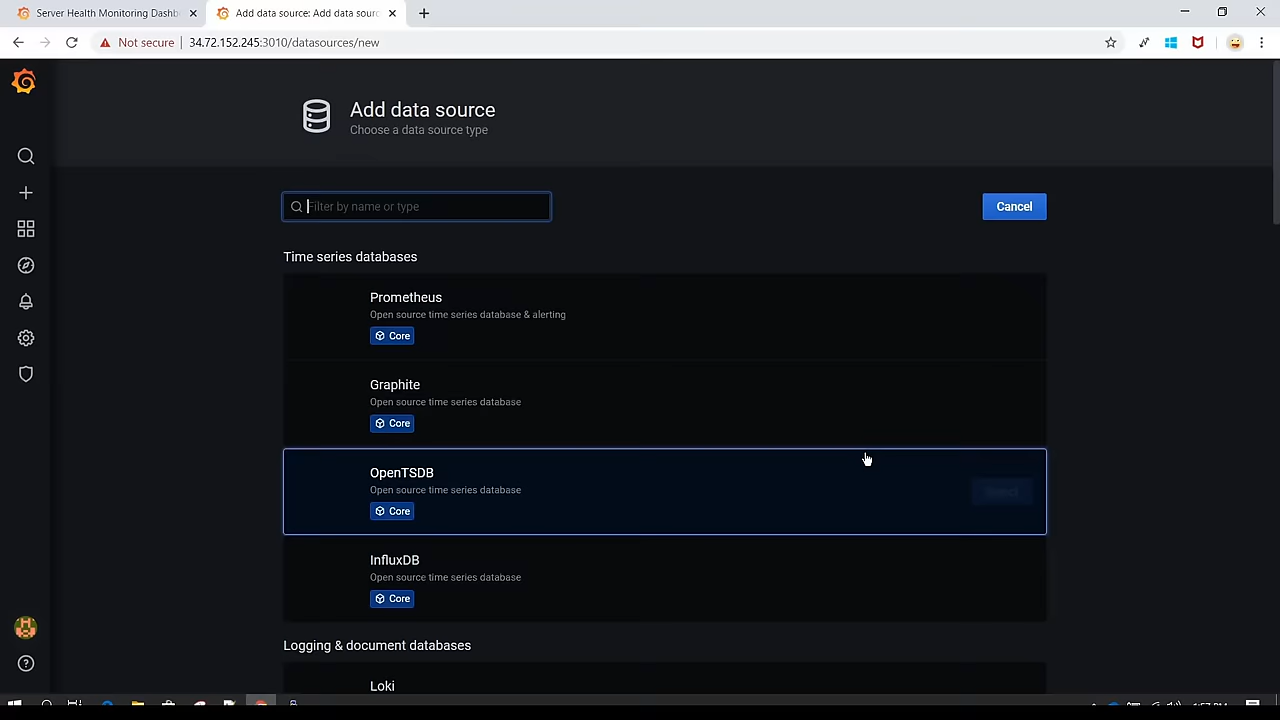 Server Health Monitoring Dashb
Add data source: Add data sour
Not secure
34.72.152.245:3010/datasources/new
Add data source
Choose a data source type
Filter by name or type
Cancel
Time series databases
Prometheus
Open source time series database & alerting
Core
Graphite
Open source time series database
Core
OpenTSDB
Open source time series database
Core
Select
InfluxDB
Open source time series database
Core
Logging & document databases
Loki